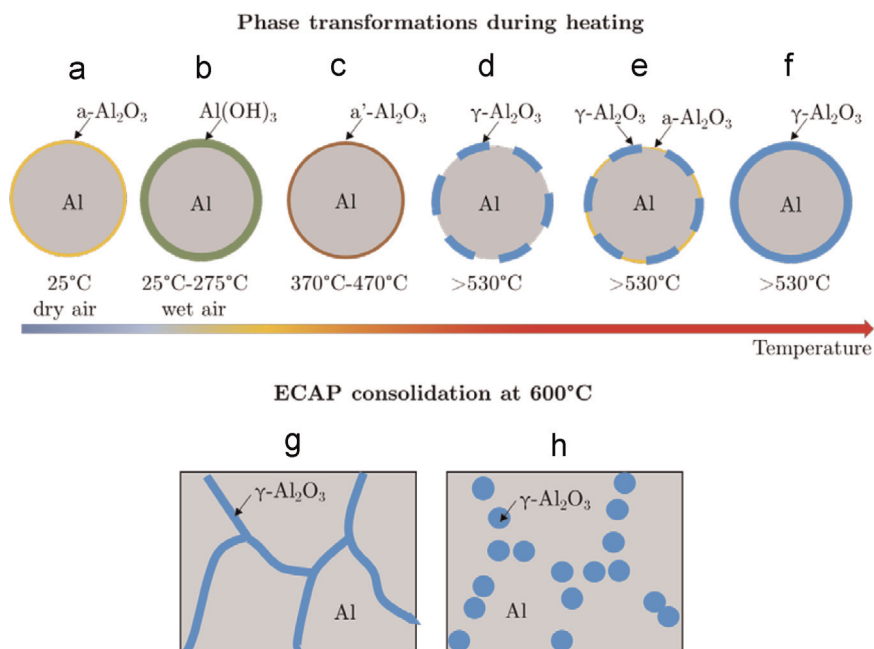 Phase transformations during heating
a b c d e f
a-Al₂O₃ Al(OH)₃ a'-Al₂O₃ γ-Al₂O₃ γ-Al₂O₃ a-Al₂O₃ γ-Al₂O₃
Al Al Al Al Al Al
25°C 25°C-275°C 370°C-470°C >530°C >530°C >530°C
dry air wet air
Temperature
ECAP consolidation at 600°C
g h
γ-Al₂O₃ γ-Al₂O₃
Al Al